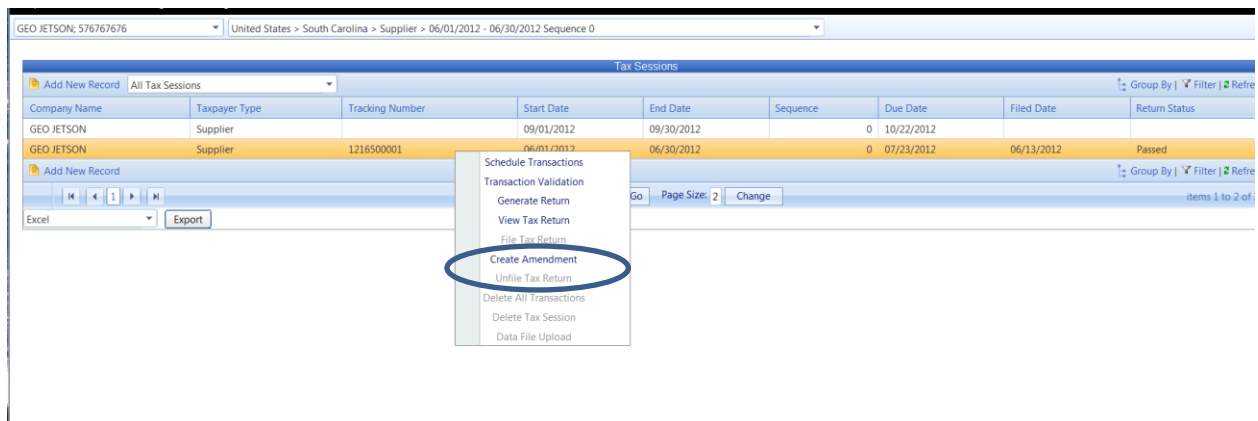 GEO JETSON; 576767676 United States > South Carolina > Supplier > 06/01/2012 - 06/30/2012 Sequence 0
Tax Sessions
Add New Record All Tax Sessions Group By | Filter | Refre
Company Name Taxpayer Type Tracking Number Start Date End Date Sequence Due Date Filed Date Return Status
GEO JETSON Supplier 09/01/2012 09/30/2012 0 10/22/2012
GEO JETSON Supplier 1216500001 06/01/2012 06/30/2012 0 07/23/2012 06/13/2012 Passed
Add New Record Group By | Filter | Refre
1 Go Page Size: 2 Change items 1 to 2 of
Excel Export
Schedule Transactions
Transaction Validation
Generate Return
View Tax Return
File Tax Return
Create Amendment
Unfile Tax Return
Delete All Transactions
Delete Tax Session
Data File Upload